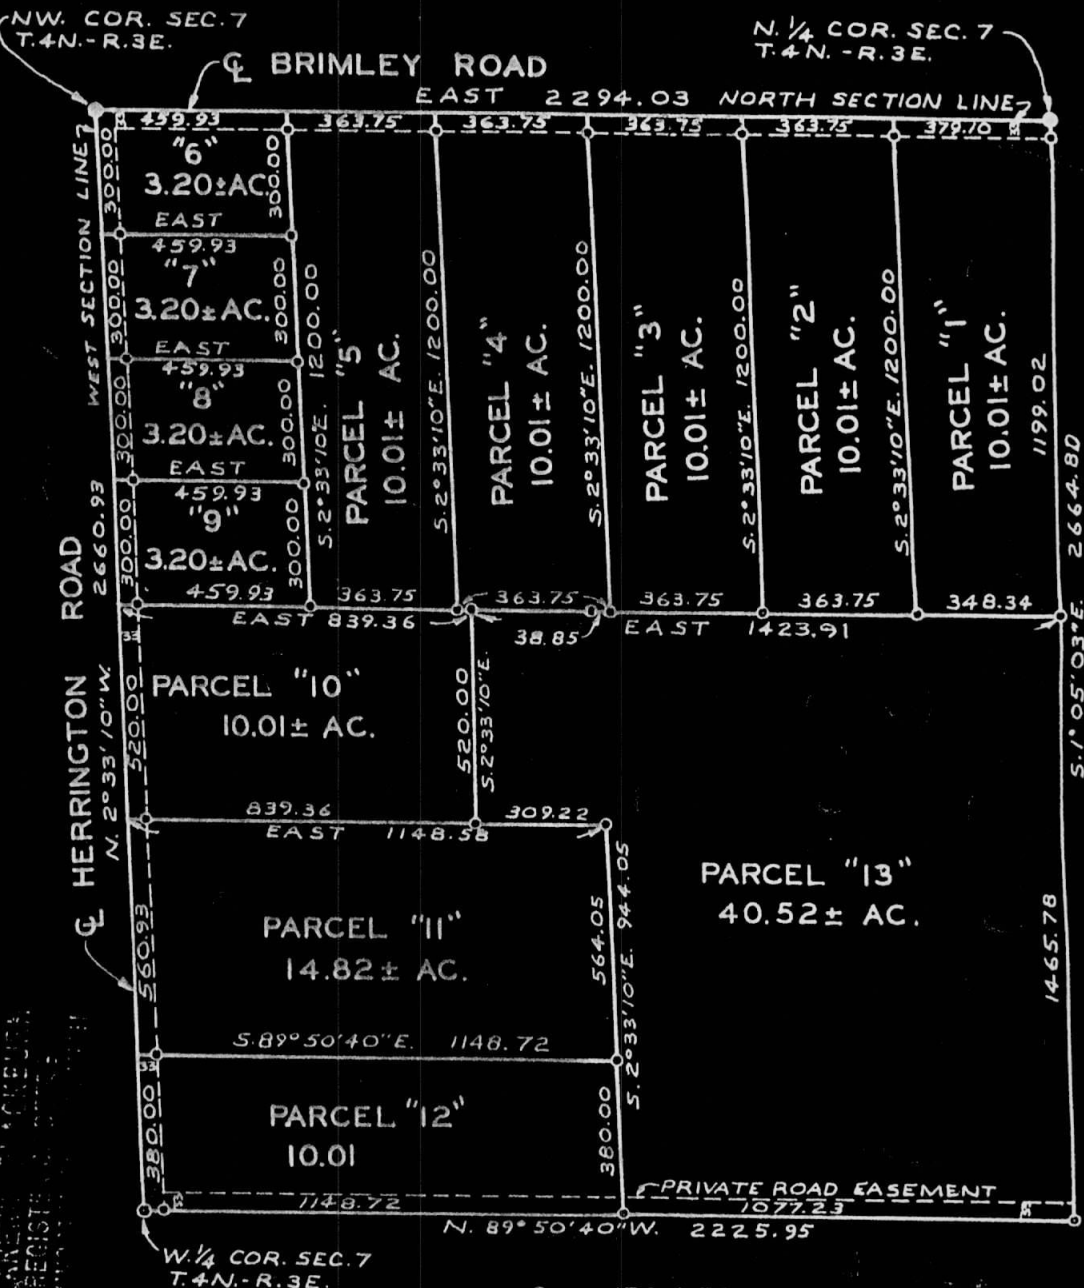 NW. COR. SEC. 7
T.4N.-R.3E.
N. 1/4 COR. SEC. 7
T.4N.-R.3E.
℄ BRIMLEY ROAD
EAST 2294.03 NORTH SECTION LINE
33 459.93 363.75 363.75 363.75 363.75 379.10 33
WEST SECTION LINE
300.00
"6"
3.20±AC.
300.00
EAST
459.93
300.00
"7"
3.20±AC.
300.00
EAST
459.93
300.00
"8"
3.20±AC.
300.00
EAST
459.93
300.00
"9"
3.20±AC.
300.00
459.93
S.2°33'10"E. 1200.00
PARCEL "5"
10.01± AC.
S.2°33'10"E. 1200.00
PARCEL "4"
10.01± AC.
S.2°33'10"E. 1200.00
PARCEL "3"
10.01± AC.
S.2°33'10"E. 1200.00
PARCEL "2"
10.01± AC.
S.2°33'10"E. 1200.00
PARCEL "1"
10.01± AC.
1199.02
S.1°05'03"E. 2664.80
363.75 363.75 363.75 363.75 348.34
EAST 839.36
38.85
EAST 1423.91
℄ HERRINGTON ROAD
N. 2°33'10"W. 2660.93
33
520.00
PARCEL "10"
10.01± AC.
520.00
S.2°33'10"E.
839.36
309.22
EAST 1148.58
560.93
PARCEL "11"
14.82± AC.
564.05
S.2°33'10"E. 944.05
PARCEL "13"
40.52± AC.
1465.78
S.89°50'40"E. 1148.72
33
380.00
PARCEL "12"
10.01
380.00
PRIVATE ROAD EASEMENT
33
1148.72
1077.23
33
N. 89°50'40"W. 2225.95
W.1/4 COR. SEC. 7
T.4N.-R.3E.